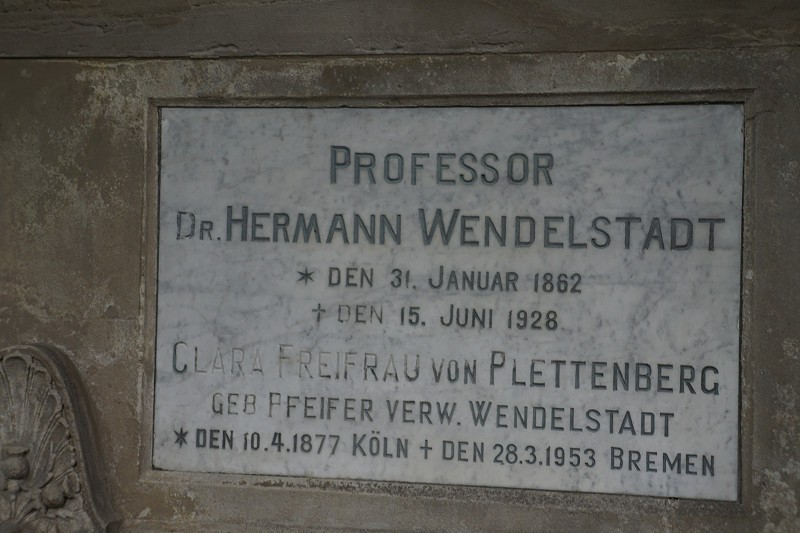 PROFESSOR
DR. HERMANN WENDELSTADT
* DEN 31. JANUAR 1862
† DEN 15. JUNI 1928
CLARA FREIFRAU VON PLETTENBERG
GEB PFEIFER VERW. WENDELSTADT
* DEN 10.4.1877 KÖLN † DEN 28.3.1953 BREMEN